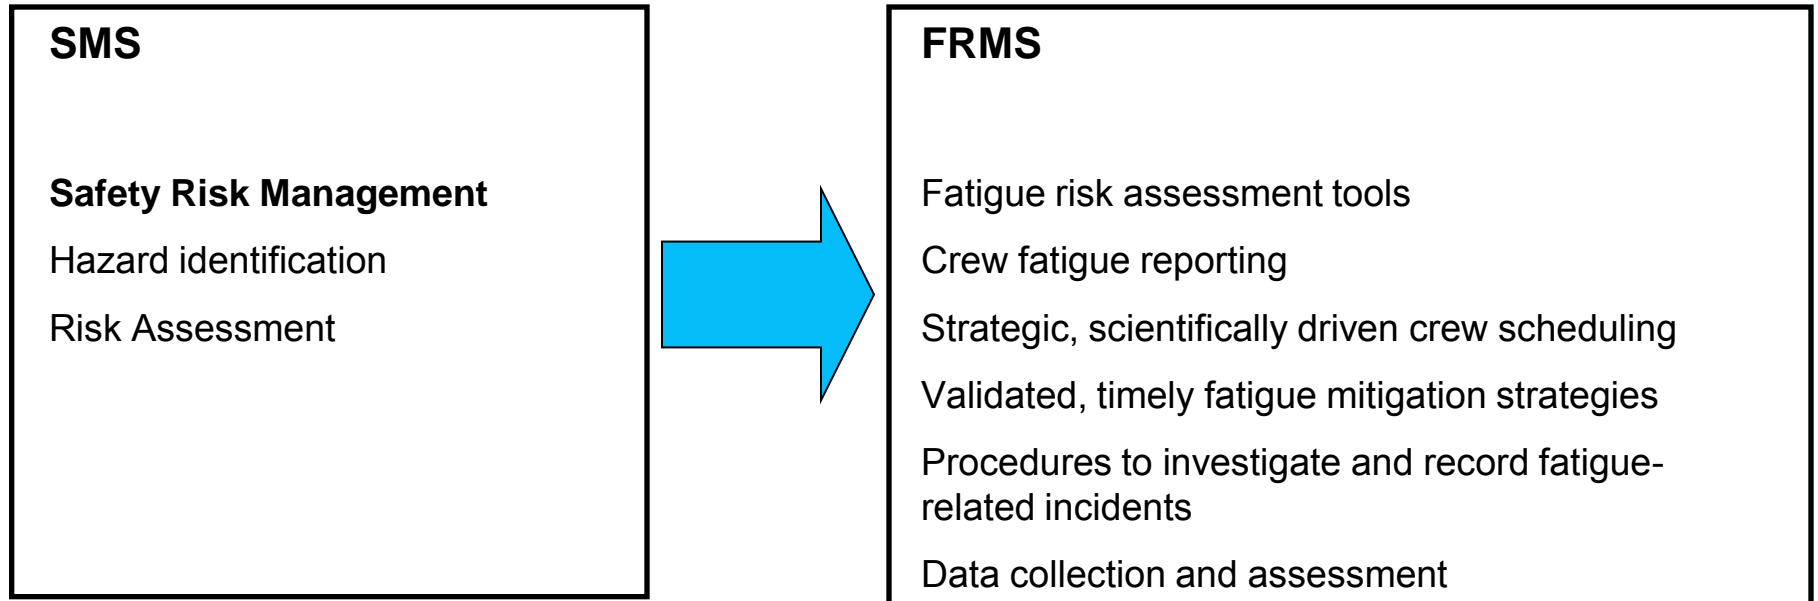 SMS
Safety Risk Management
Hazard identification
Risk Assessment
FRMS
Fatigue risk assessment tools
Crew fatigue reporting
Strategic, scientifically driven crew scheduling
Validated, timely fatigue mitigation strategies
Procedures to investigate and record fatigue-
related incidents
Data collection and assessment